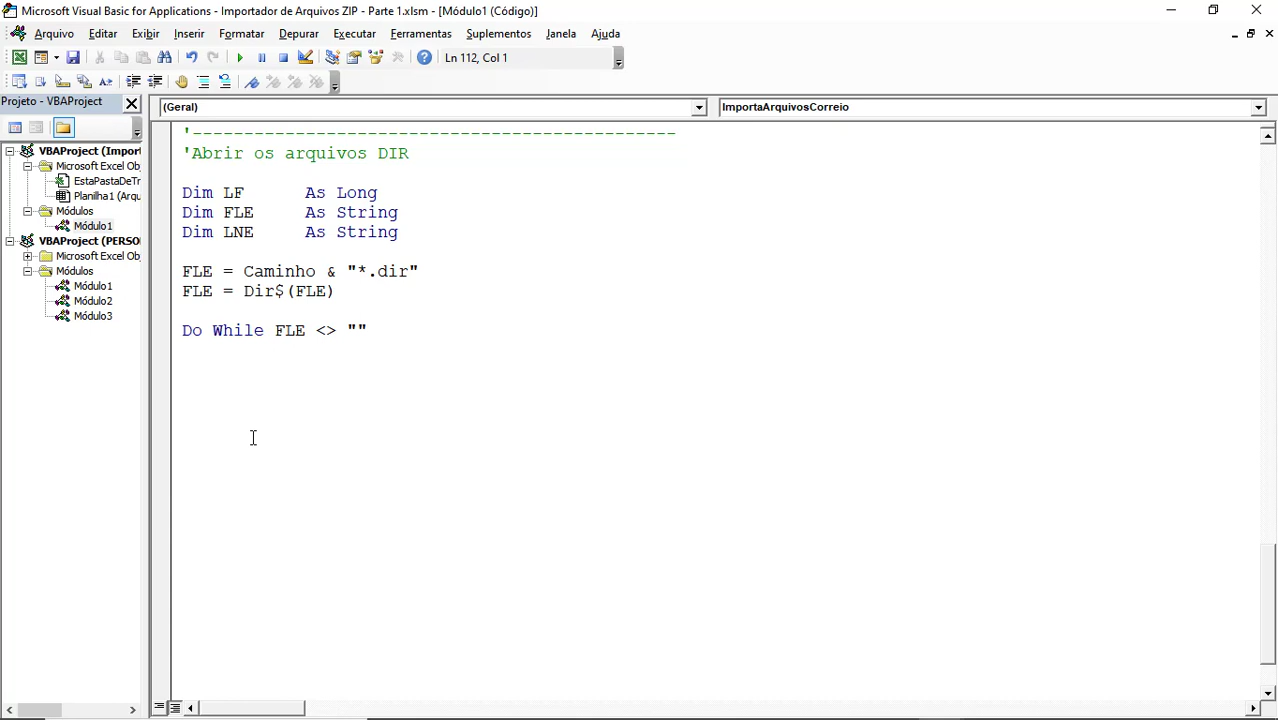 Microsoft Visual Basic for Applications - Importador de Arquivos ZIP - Parte 1.xlsm - [Módulo1 (Código)]
Arquivo Editar Exibir Inserir Formatar Depurar Executar Ferramentas Suplementos Janela Ajuda
Ln 112, Col 1
Projeto - VBAProject
(Geral)
ImportaArquivosCorreio
VBAProject (Import
Microsoft Excel Obj
EstaPastaDeTr
Planilha1 (Arqu
Módulos
Módulo1
VBAProject (PERSO
Microsoft Excel Obj
Módulos
Módulo1
Módulo2
Módulo3
'-----------------------------------------------
'Abrir os arquivos DIR
Dim LF As Long
Dim FLE As String
Dim LNE As String
FLE = Caminho & "*.dir"
FLE = Dir$(FLE)
Do While FLE <> ""